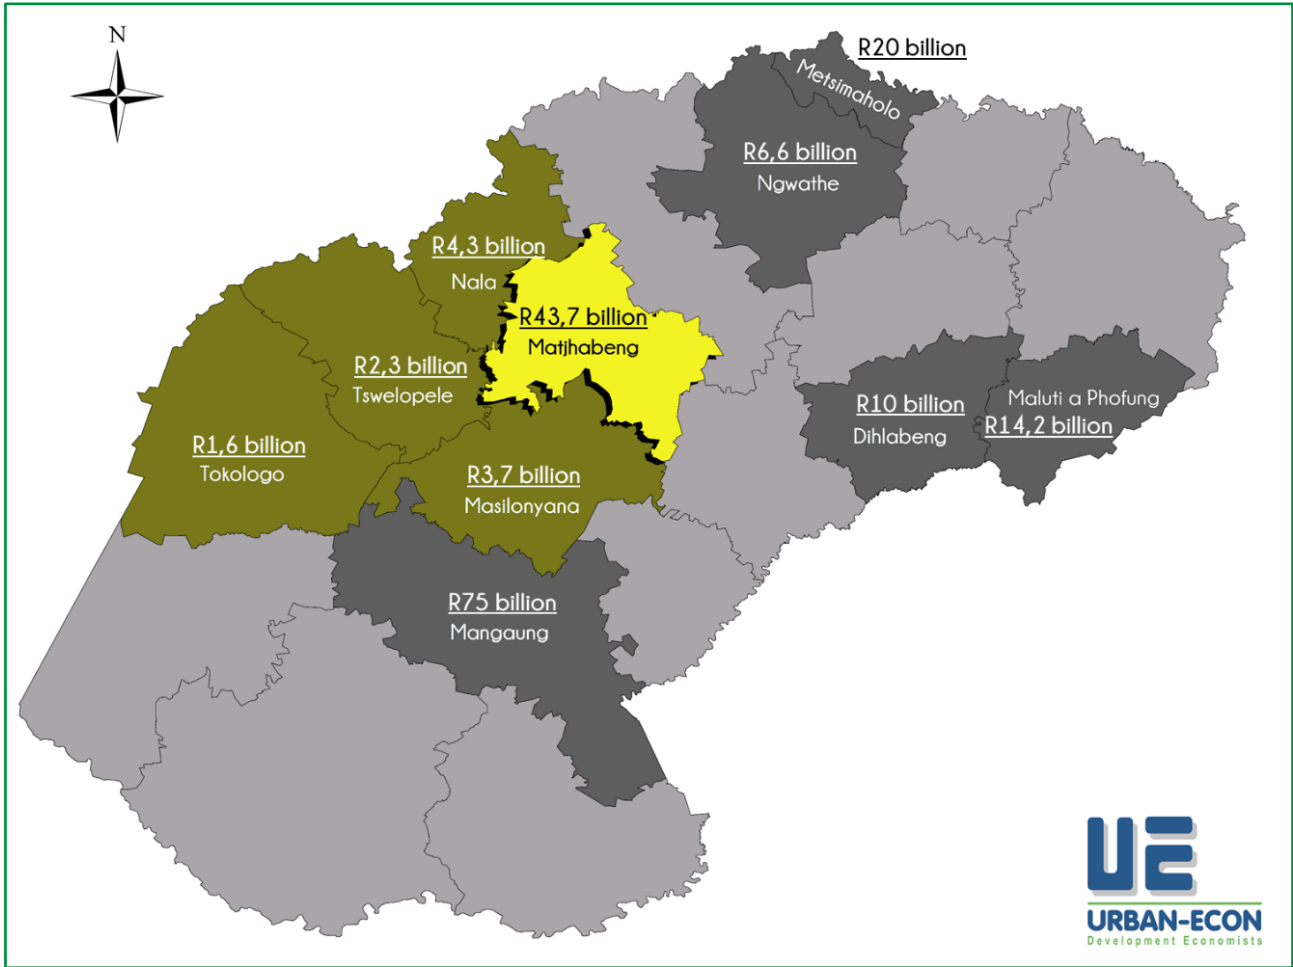 N
R20 billion
Metsimaholo
R6,6 billion
Ngwathe
R4,3 billion
Nala
R43,7 billion
Matjhabeng
R2,3 billion
Tswelopele
Maluti a Phofung
R14,2 billion
R10 billion
Dihlabeng
R1,6 billion
Tokologo
R3,7 billion
Masilonyana
R75 billion
Mangaung
UE
URBAN-ECON
Development Economists